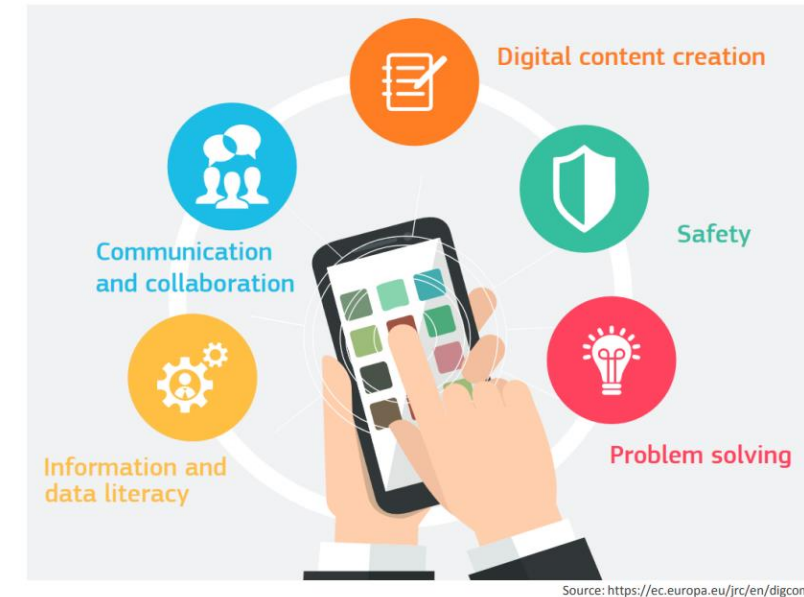 Digital content creation
Safety
Communication
and collaboration
Problem solving
Information and
data literacy
Source: https://ec.europa.eu/jrc/en/digcom